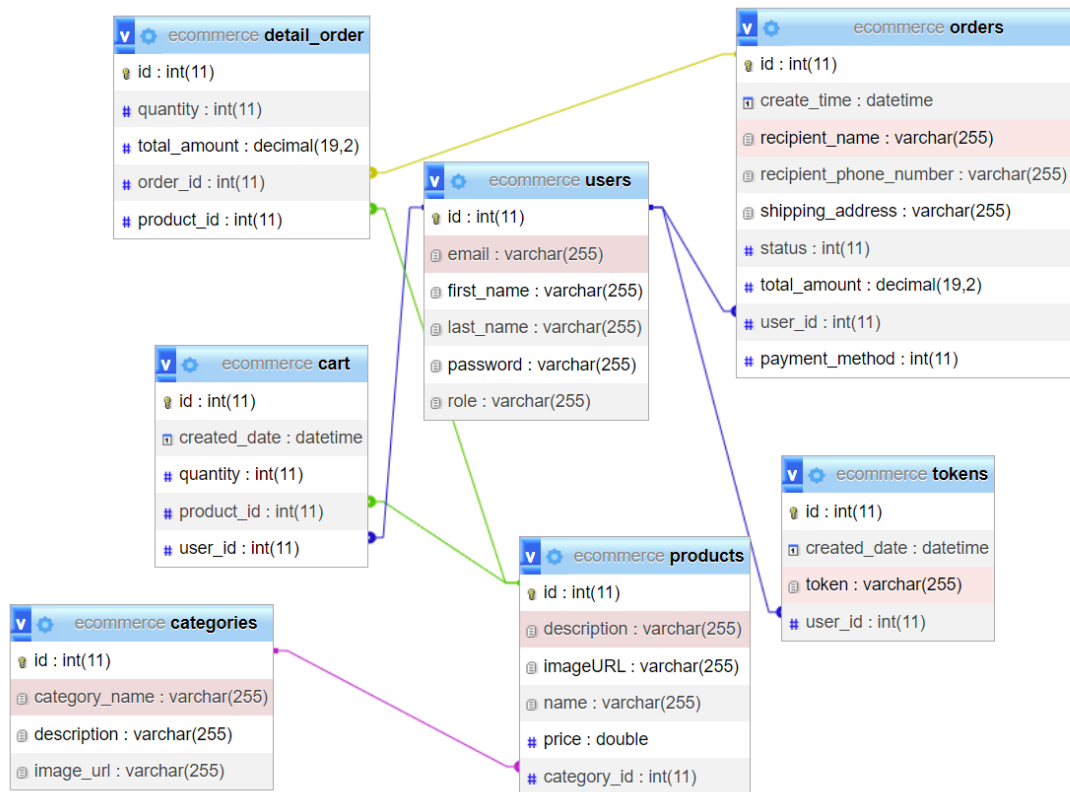 ecommerce detail_order
id : int(11)
quantity : int(11)
total_amount : decimal(19,2)
order_id : int(11)
product_id : int(11)
ecommerce orders
id : int(11)
create_time : datetime
recipient_name : varchar(255)
recipient_phone_number : varchar(255)
shipping_address : varchar(255)
status : int(11)
total_amount : decimal(19,2)
user_id : int(11)
payment_method : int(11)
ecommerce users
id : int(11)
email : varchar(255)
first_name : varchar(255)
last_name : varchar(255)
password : varchar(255)
role : varchar(255)
ecommerce cart
id : int(11)
created_date : datetime
quantity : int(11)
product_id : int(11)
user_id : int(11)
ecommerce tokens
id : int(11)
created_date : datetime
token : varchar(255)
user_id : int(11)
ecommerce products
id : int(11)
description : varchar(255)
imageURL : varchar(255)
name : varchar(255)
price : double
category_id : int(11)
ecommerce categories
id : int(11)
category_name : varchar(255)
description : varchar(255)
image_url : varchar(255)